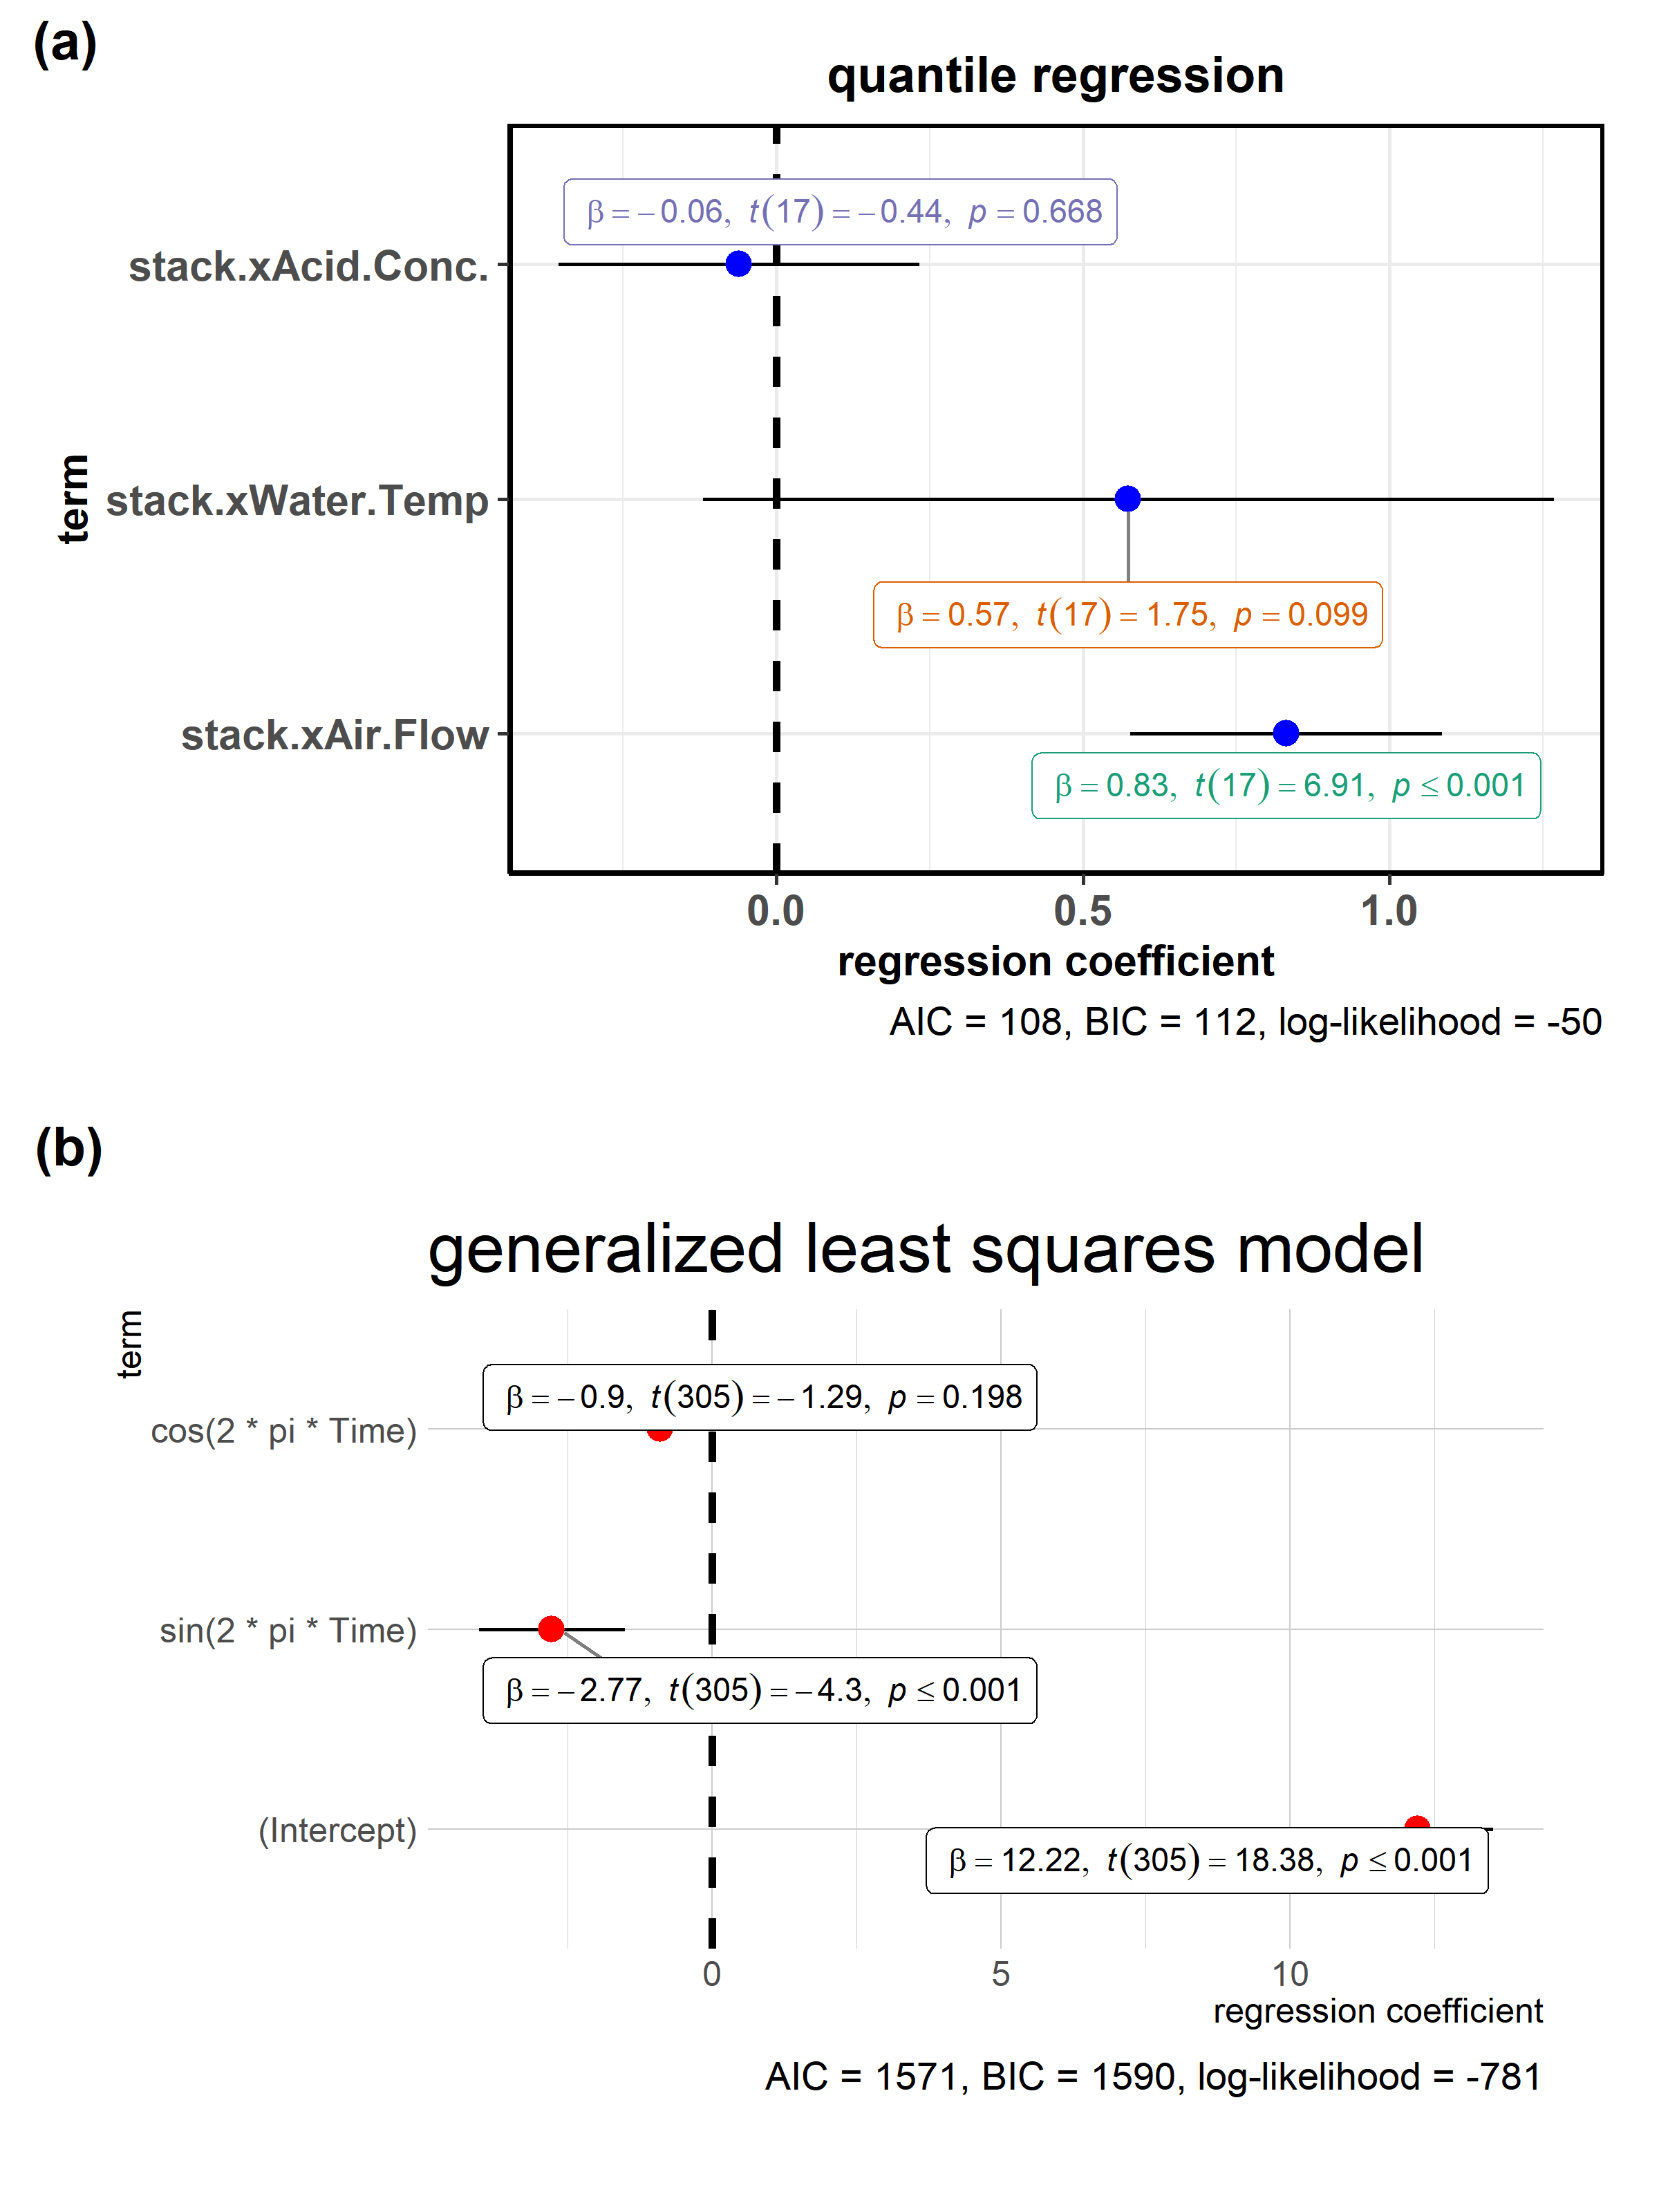 (a)
quantile regression
β = −0.06, t(17) = −0.44, p = 0.668
stack.xAcid.Conc.
term
stack.xWater.Temp
β = 0.57, t(17) = 1.75, p = 0.099
stack.xAir.Flow
β = 0.83, t(17) = 6.91, p ≤ 0.001
0.0 0.5 1.0
regression coefficient
AIC = 108, BIC = 112, log-likelihood = -50
(b)
generalized least squares model
term
β = −0.9, t(305) = −1.29, p = 0.198
cos(2 * pi * Time)
sin(2 * pi * Time)
β = −2.77, t(305) = −4.3, p ≤ 0.001
(Intercept)
β = 12.22, t(305) = 18.38, p ≤ 0.001
0 5 10
regression coefficient
AIC = 1571, BIC = 1590, log-likelihood = -781